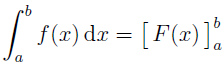 ∫_a^b f(x) dx = [ F(x) ]_a^b